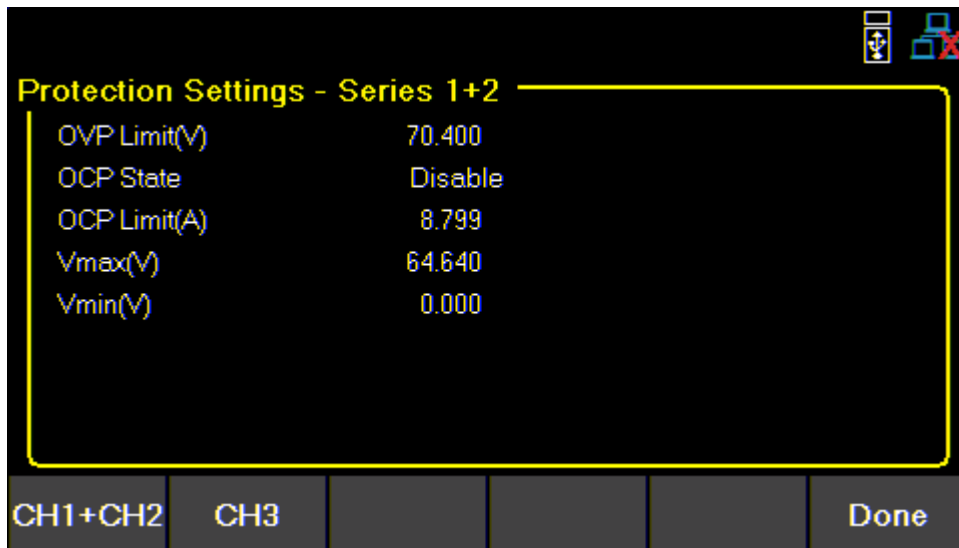 Protection Settings - Series 1+2
OVP Limit(V) 70.400
OCP State Disable
OCP Limit(A) 8.799
Vmax(V) 64.640
Vmin(V) 0.000
CH1+CH2 CH3 Done